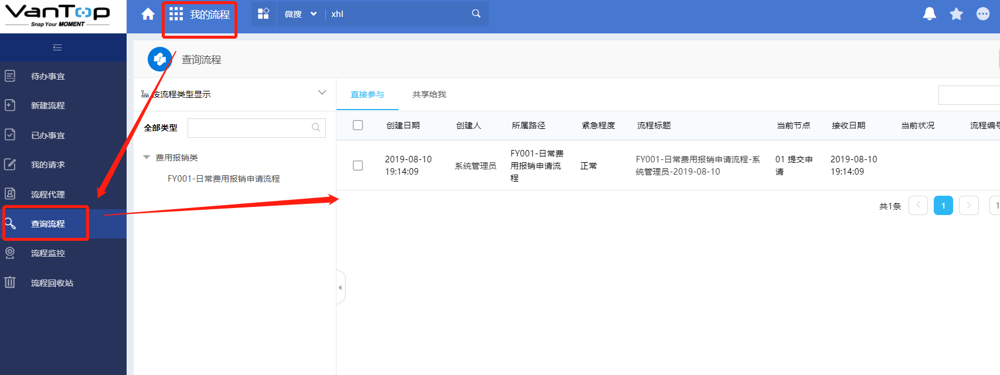 VANTOP
Snap Your MOMENT
我的流程
微搜
xhl
查询流程
待办事宜
新建流程
已办事宜
我的请求
流程代理
查询流程
流程监控
流程回收站
按流程类型显示
全部类型
费用报销类
FY001-日常费用报销申请流程
直接参与 共享给我
创建日期 创建人 所属路径 紧急程度 流程标题 当前节点 接收日期 当前状况 流程编号
2019-08-10
19:14:09
系统管理员
FY001-日常费
用报销申请流
程
正常
FY001-日常费用报销申请流程-系
统管理员-2019-08-10
01 提交申
请
2019-08-10
19:14:09
共1条
1
1